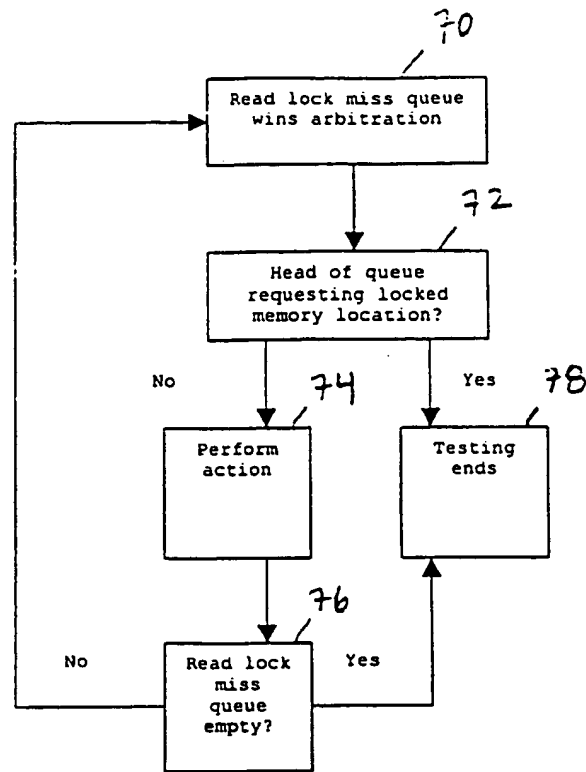 70
Read lock miss queue
wins arbitration
72
Head of queue
requesting locked
memory location?
No
74
Yes
78
Perform
action
Testing
ends
76
No
Read lock
miss
queue
empty?
Yes